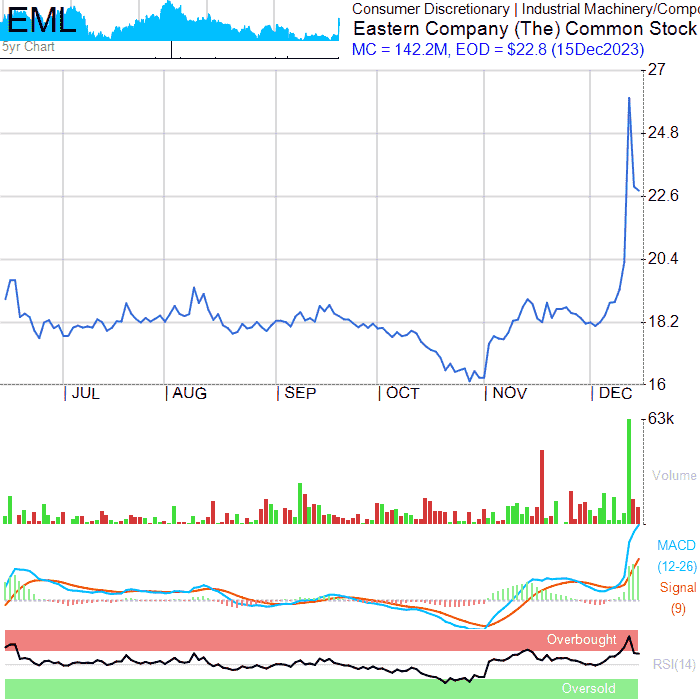 EML
5yr Chart
Consumer Discretionary | Industrial Machinery/Compo
Eastern Company (The) Common Stock
MC = 142.2M, EOD = $22.8 (15Dec2023)
27
24.8
22.6
20.4
18.2
16
JUL
AUG
SEP
OCT
NOV
DEC
63k
Volume
MACD
(12-26)
Signal
(9)
Overbought
RSI(14)
Oversold